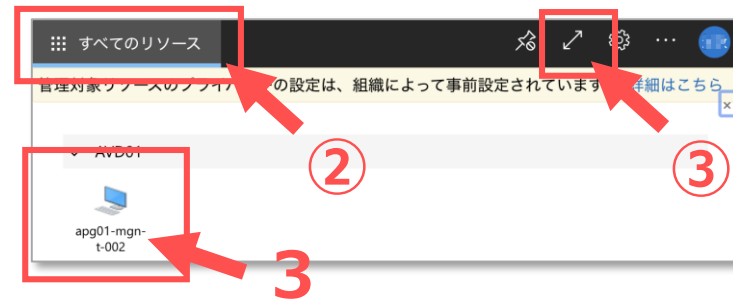 すべてのリソース
管理対象リソースのプライバ の設定は、組織によって事前設定されています 詳細はこちら
②
③
AVD01
apg01-mgn-
t-002
3